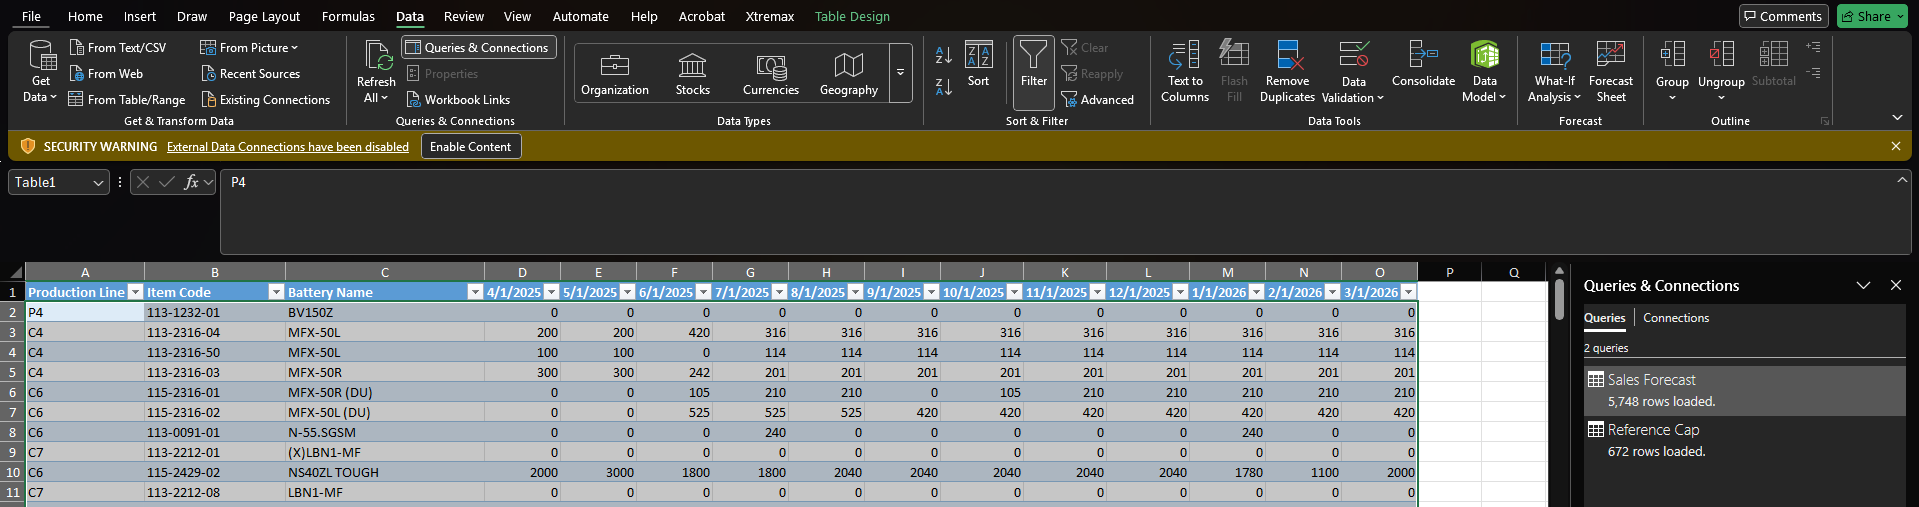 File Home Insert Draw Page Layout Formulas Data Review View Automate Help Acrobat Xtremax Table Design Comments Share
Get Data
From Text/CSV
From Web
From Table/Range
From Picture
Recent Sources
Existing Connections
Get & Transform Data
Refresh All
Queries & Connections
Properties
Workbook Links
Queries & Connections
Organization Stocks Currencies Geography
Data Types
A Z
Z A
Z A A Z
Sort
Filter
Clear
Reapply
Advanced
Sort & Filter
Text to Columns
Flash Fill
Remove Duplicates
Data Validation
Consolidate
Data Model
Data Tools
What-If Analysis
Forecast Sheet
Forecast
Group
Ungroup
Subtotal
Outline
SECURITY WARNING External Data Connections have been disabled Enable Content
Table1 fx P4
A B C D E F G H I J K L M N O P Q
1 Production Line Item Code Battery Name 4/1/2025 5/1/2025 6/1/2025 7/1/2025 8/1/2025 9/1/2025 10/1/2025 11/1/2025 12/1/2025 1/1/2026 2/1/2026 3/1/2026
2 P4 113-1232-01 BV150Z 0 0 0 0 0 0 0 0 0 0 0 0
3 C4 113-2316-04 MFX-50L 200 200 420 316 316 316 316 316 316 316 316 316
4 C4 113-2316-50 MFX-50L 100 100 0 114 114 114 114 114 114 114 114 114
5 C4 113-2316-03 MFX-50R 300 300 242 201 201 201 201 201 201 201 201 201
6 C6 115-2316-01 MFX-50R (DU) 0 0 105 210 210 0 105 210 210 210 210 210
7 C6 115-2316-02 MFX-50L (DU) 0 0 525 525 525 420 420 420 420 420 420 420
8 C6 113-0091-01 N-55.SGSM 0 0 0 240 0 0 0 0 0 240 0 0
9 C7 113-2212-01 (X)LBN1-MF 0 0 0 0 0 0 0 0 0 0 0 0
10 C6 115-2429-02 NS40ZL TOUGH 2000 3000 1800 1800 2040 2040 2040 2040 2040 1780 1100 2000
11 C7 113-2212-08 LBN1-MF 0 0 0 0 0 0 0 0 0 0 0 0
Queries & Connections
Queries Connections
2 queries
Sales Forecast
5,748 rows loaded.
Reference Cap
672 rows loaded.